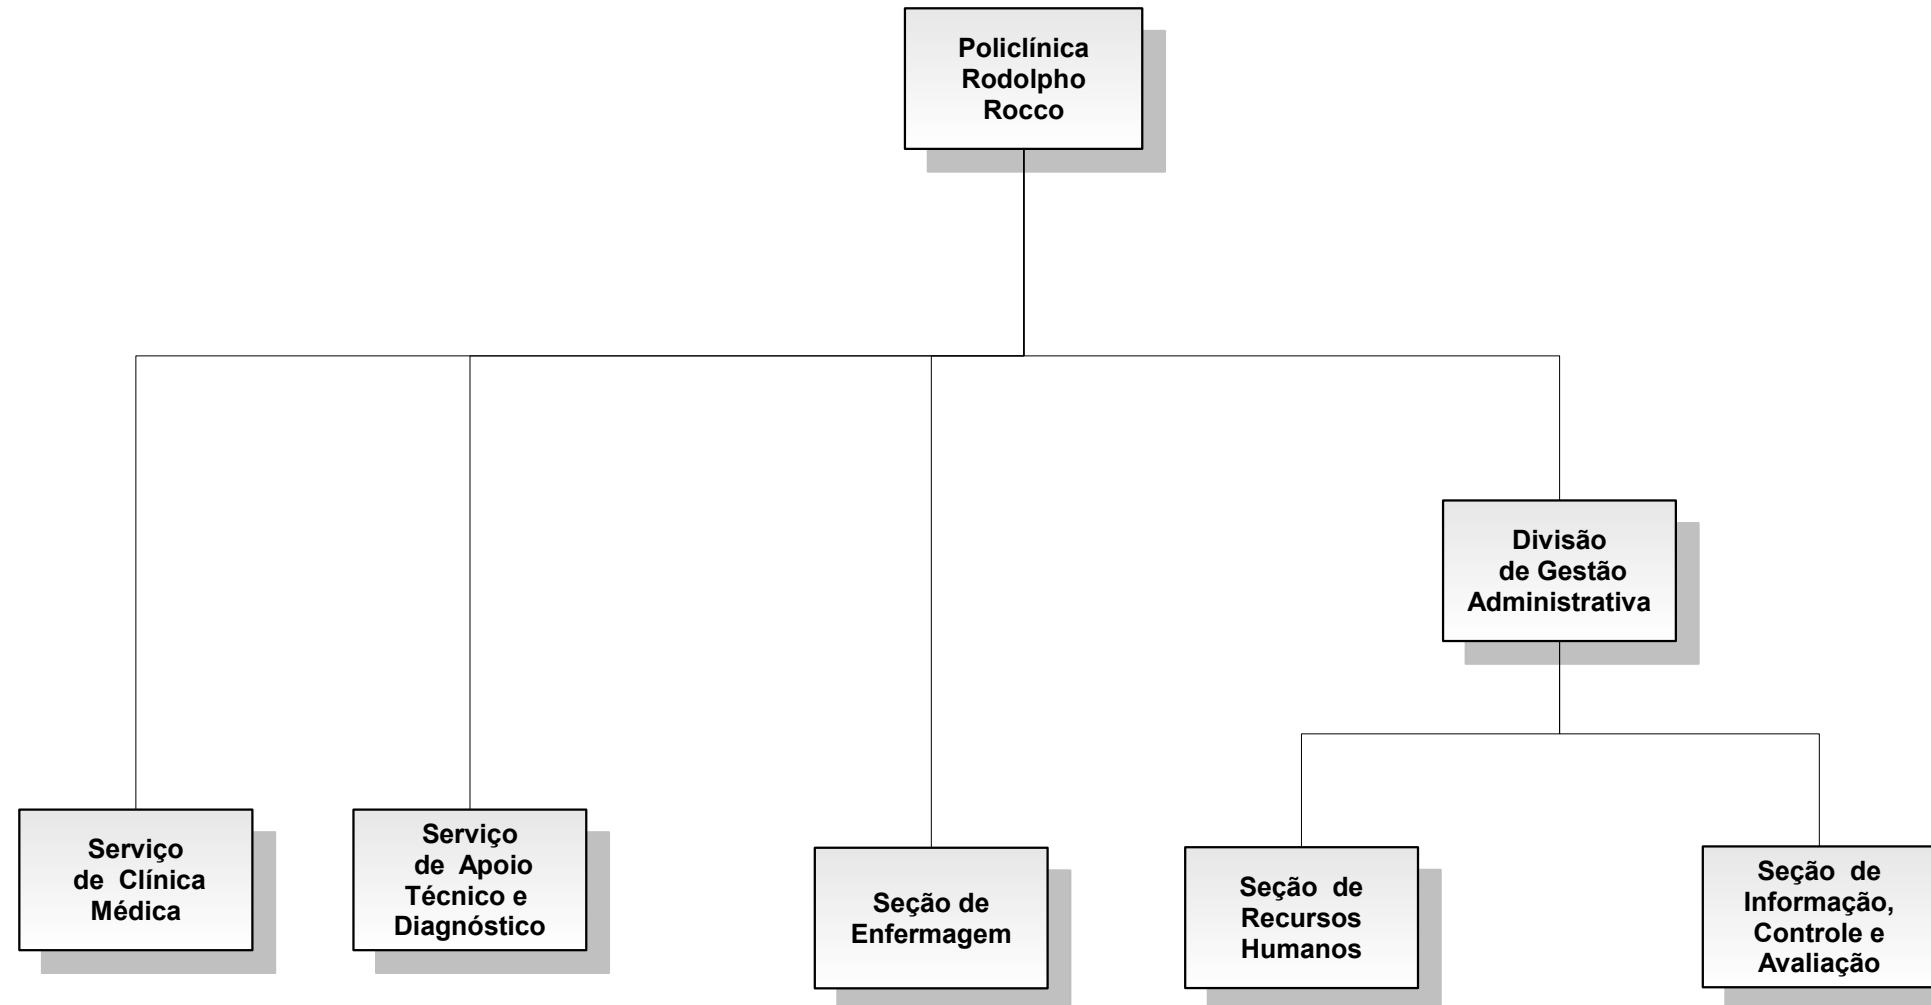 Policlínica
Rodolpho
Rocco
Divisão
de Gestão
Administrativa
Serviço
de Clínica
Médica
Serviço
de Apoio
Técnico e
Diagnóstico
Seção de
Enfermagem
Seção de
Recursos
Humanos
Seção de
Informação,
Controle e
Avaliação